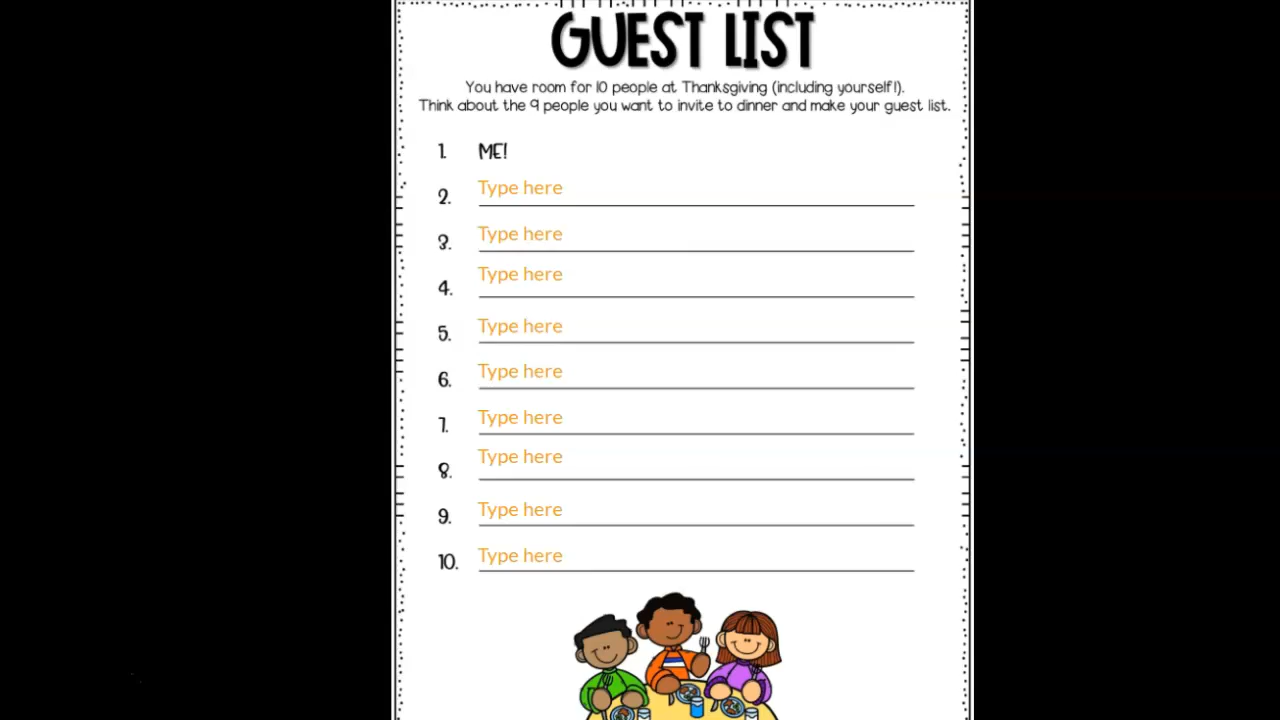 GUEST LIST
You have room for 10 people at Thanksgiving (including yourself!).
Think about the 9 people you want to invite to dinner and make your guest list.
1. ME!
2. Type here
3. Type here
4. Type here
5. Type here
6. Type here
7. Type here
8. Type here
9. Type here
10. Type here